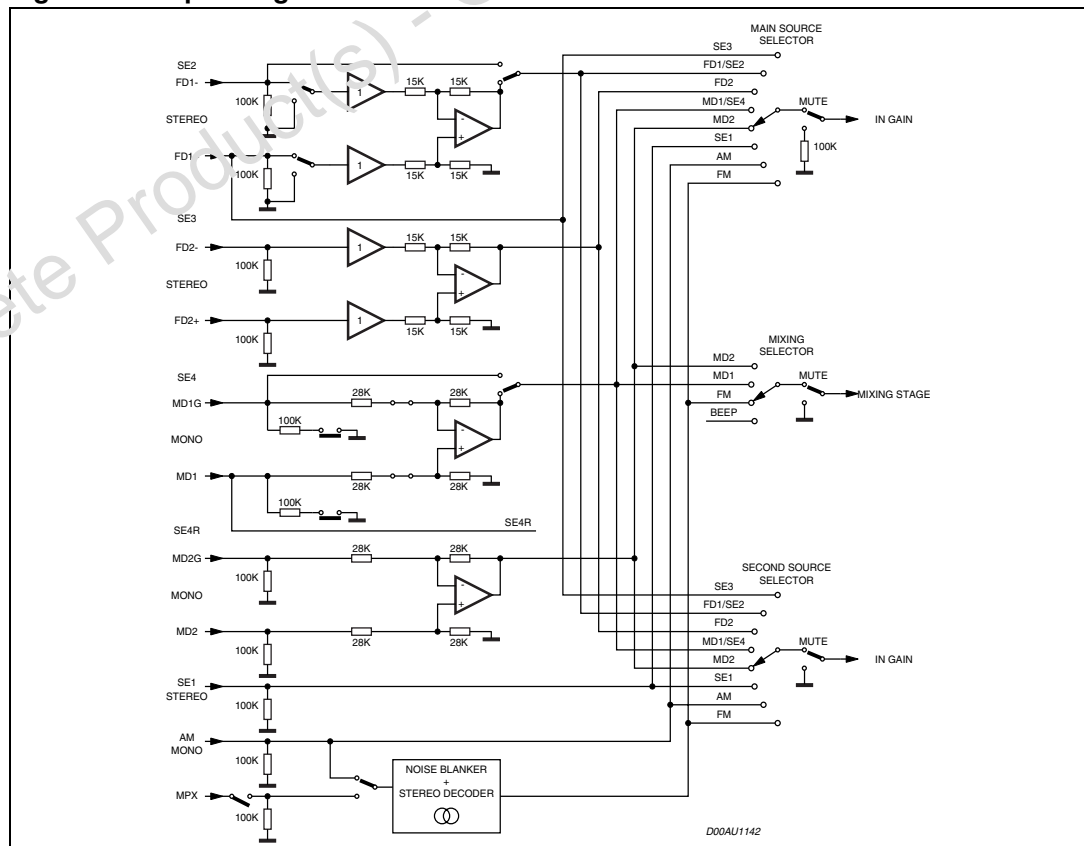 MAIN SOURCE
SELECTOR
SE3
SE2
FD1/SE2
FD1-
15K
15K
FD2
100K
1
MD1/SE4
MUTE
STEREO
MD2
IN GAIN
SE1
100K
FD1
AM
100K
1
15K
15K
FM
SE3
FD2-
15K
15K
1
100K
STEREO
FD2+
1
15K
15K
100K
MIXING
SELECTOR
MD2
SE4
MD1
MUTE
MD1G
28K
28K
FM
MIXING STAGE
100K
BEEP
MONO
MD1
28K
28K
100K
SE4R
SE4R
MD2G
28K
28K
100K
SECOND SOURCE
SELECTOR
SE3
MONO
FD1/SE2
MD2
FD2
28K
28K
100K
MD1/SE4
MUTE
MD2
IN GAIN
SE1
SE1
STEREO
100K
AM
AM
FM
MONO
100K
NOISE BLANKER
+
STEREO DECODER
MPX
100K
D00AU1142